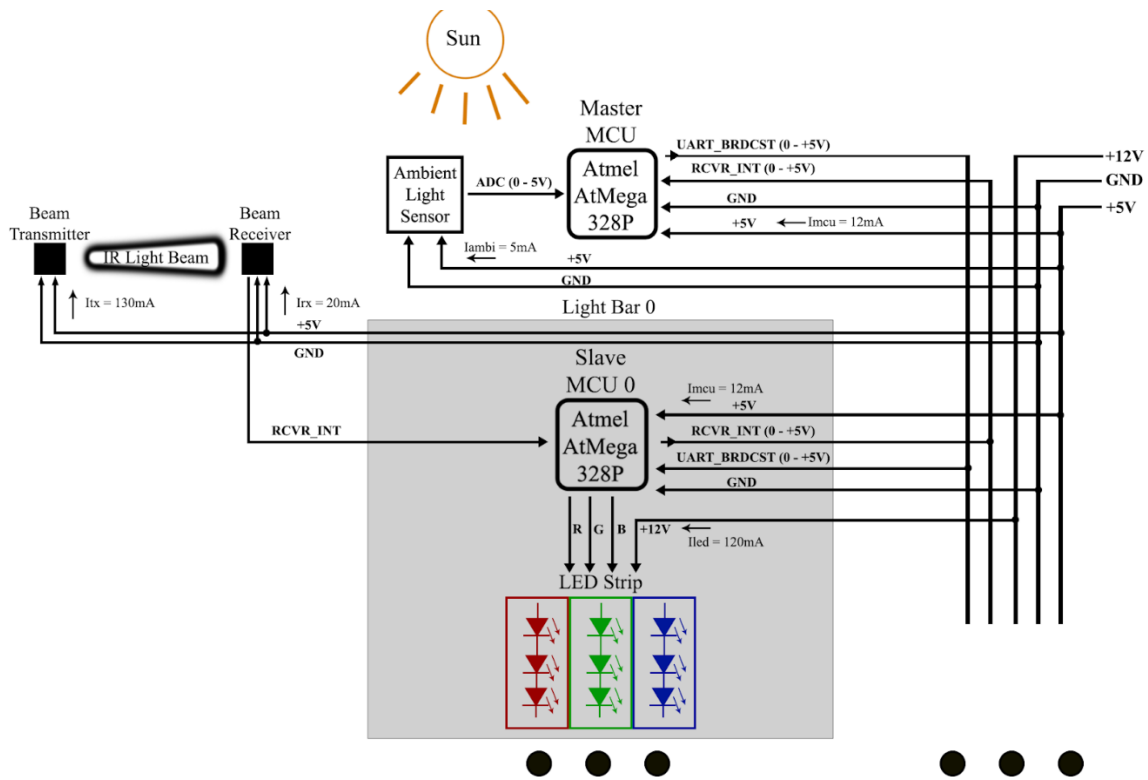 Sun
Master
MCU
Atmel
AtMega
328P
Ambient
Light
Sensor
ADC (0 - 5V)
UART_BRDCST (0 - +5V)
RCVR_INT (0 - +5V)
GND
+5V
Imcu = 12mA
+12V
GND
+5V
Iambi = 5mA
+5V
GND
Beam
Transmitter
IR Light Beam
Beam
Receiver
Itx = 130mA
Irx = 20mA
+5V
GND
RCVR_INT
Light Bar 0
Slave
MCU 0
Atmel
AtMega
328P
Imcu = 12mA
+5V
RCVR_INT (0 - +5V)
UART_BRDCST (0 - +5V)
GND
R
G
B
+12V
Iled = 120mA
LED Strip